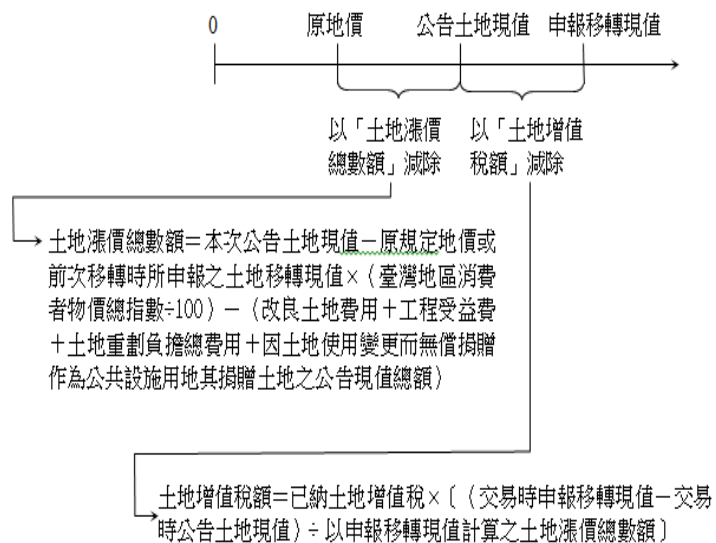 0 原地價 公告土地現值 申報移轉現值
以「土地漲價
總數額」減除
以「土地增值
稅額」減除
土地漲價總數額＝本次公告土地現值－原規定地價或
前次移轉時所申報之土地移轉現值×（臺灣地區消費
者物價總指數÷100）－（改良土地費用＋工程受益費
＋土地重劃負擔總費用＋因土地使用變更而無償捐贈
作為公共設施用地其捐贈土地之公告現值總額）
土地增值稅額＝已納土地增值稅×〔（交易時申報移轉現值－交易
時公告土地現值）÷以申報移轉現值計算之土地漲價總數額〕